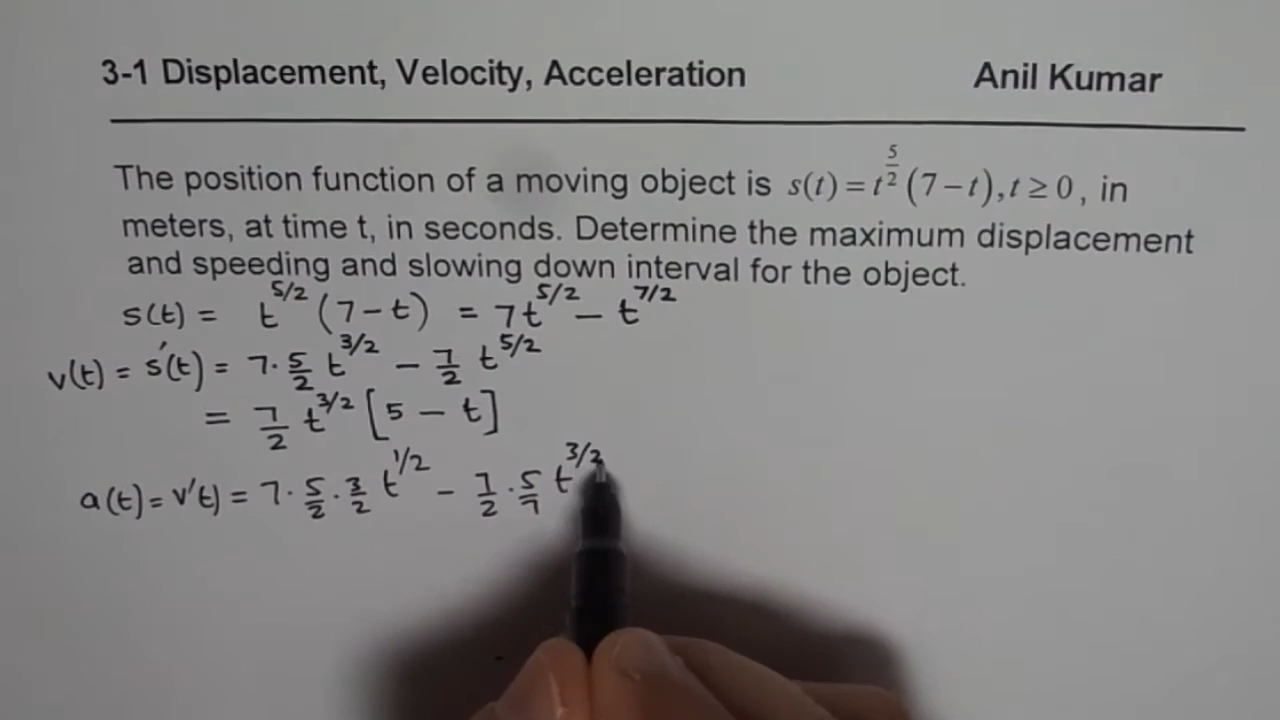 3-1 Displacement, Velocity, Acceleration Anil Kumar
The position function of a moving object is s(t) = t^(5/2) (7 − t), t ≥ 0, in
meters, at time t, in seconds. Determine the maximum displacement
and speeding and slowing down interval for the object.
s(t) = t^(5/2) (7 − t) = 7t^(5/2) − t^(7/2)
v(t) = s'(t) = 7 · 5/2 t^(3/2) − 7/2 t^(5/2)
= 7/2 t^(3/2) [5 − t]
a(t) = v't) = 7 · 5/2 · 3/2 t^(1/2) − 7/2 · 5/7 t^(3/2)